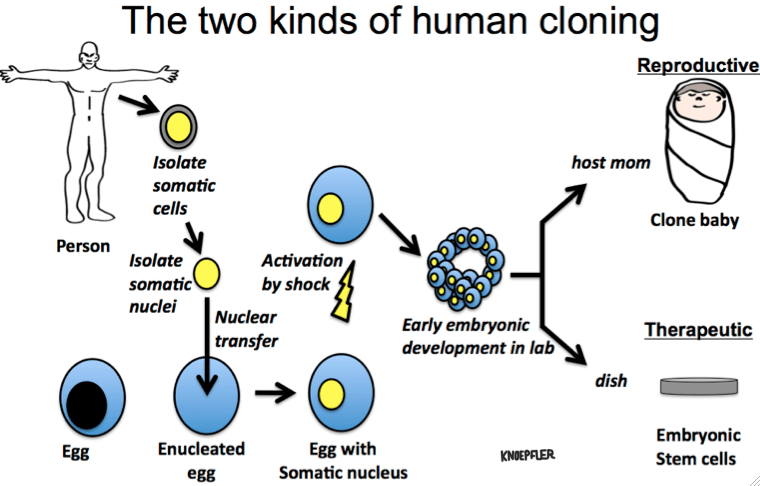 The two kinds of human cloning
Reproductive
Isolate
somatic
cells
host mom
Clone baby
Person
Isolate
somatic
nuclei
Activation
by shock
Nuclear
transfer
Early embryonic
development in lab
Therapeutic
dish
Egg
Enucleated
egg
Egg with
Somatic nucleus
KNOEPFLER
Embryonic
Stem cells